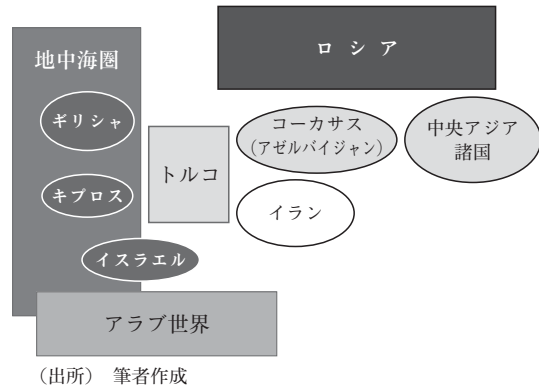 地中海圏
ロシア
ギリシャ
コーカサス
（アゼルバイジャン）
中央アジア
諸国
トルコ
キプロス
イラン
イスラエル
アラブ世界
（出所） 筆者作成